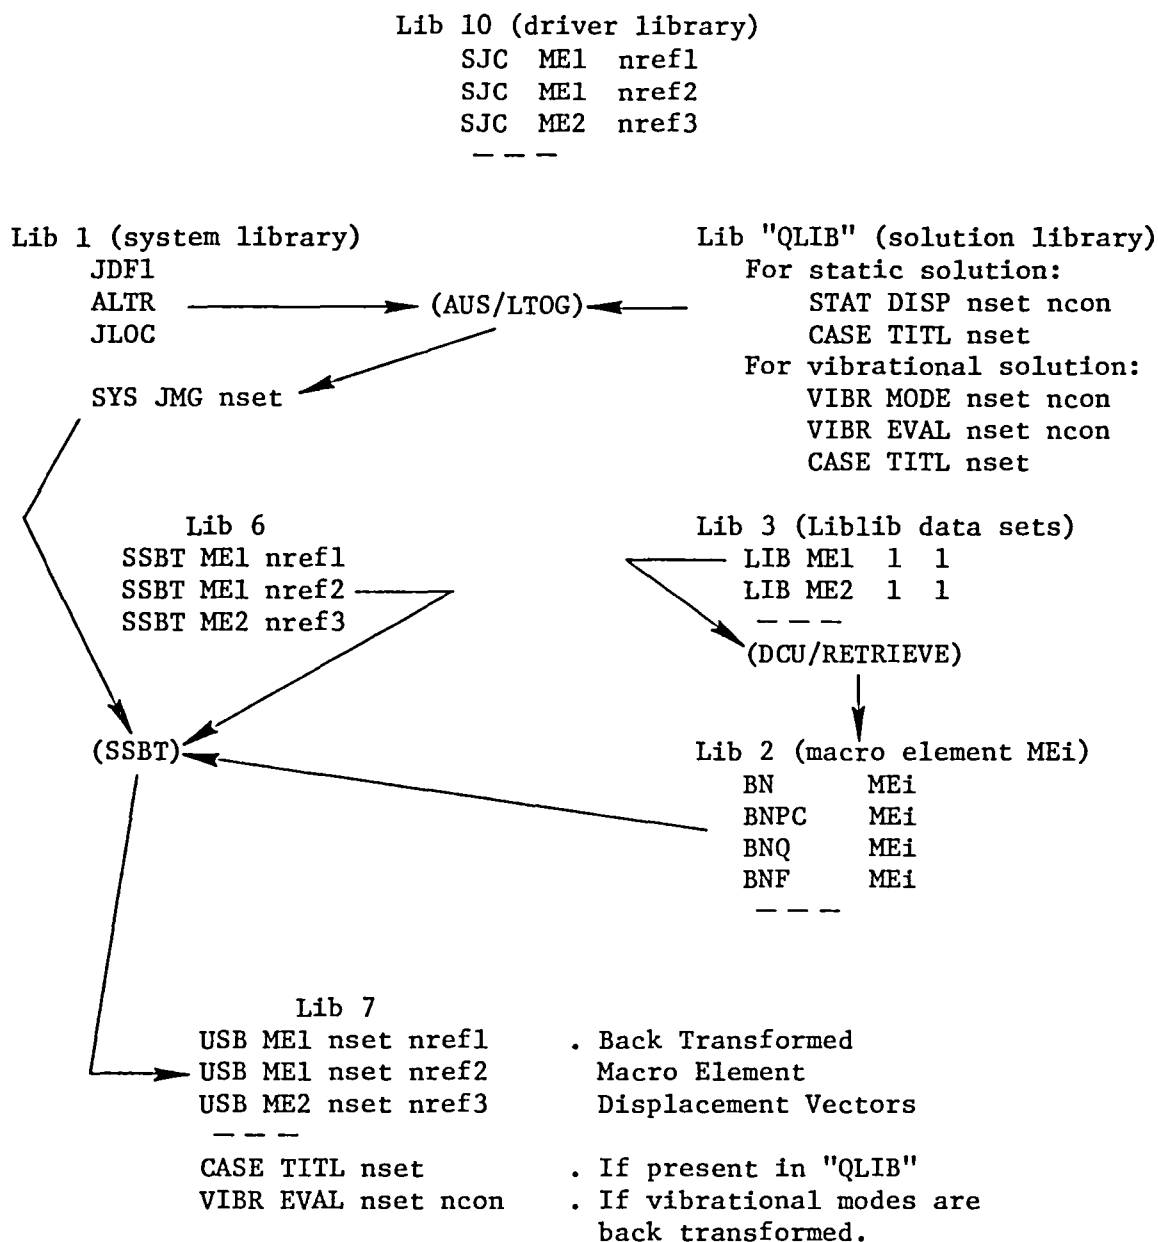 Lib 10 (driver library)
SJC ME1 nref1
SJC ME1 nref2
SJC ME2 nref3
— — —
Lib 1 (system library)
JDF1
ALTR
JLOC
SYS JMG nset
(AUS/LTOG)
Lib "QLIB" (solution library)
For static solution:
STAT DISP nset ncon
CASE TITL nset
For vibrational solution:
VIBR MODE nset ncon
VIBR EVAL nset ncon
CASE TITL nset
Lib 6
SSBT ME1 nref1
SSBT ME1 nref2
SSBT ME2 nref3
Lib 3 (Liblib data sets)
LIB ME1 1 1
LIB ME2 1 1
— — —
(DCU/RETRIEVE)
(SSBT)
Lib 2 (macro element MEi)
BN MEi
BNPC MEi
BNQ MEi
BNF MEi
— — —
Lib 7
USB ME1 nset nref1 . Back Transformed
USB ME1 nset nref2 Macro Element
USB ME2 nset nref3 Displacement Vectors
— — —
CASE TITL nset . If present in "QLIB"
VIBR EVAL nset ncon . If vibrational modes are
back transformed.